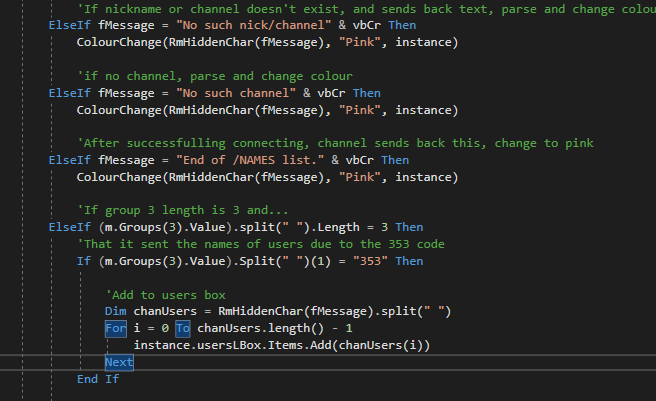 'If nickname or channel doesn't exist, and sends back text, parse and change colou
ElseIf fMessage = "No such nick/channel" & vbCr Then
ColourChange(RmHiddenChar(fMessage), "Pink", instance)
'if no channel, parse and change colour
ElseIf fMessage = "No such channel" & vbCr Then
ColourChange(RmHiddenChar(fMessage), "Pink", instance)
'After successfulling connecting, channel sends back this, change to pink
ElseIf fMessage = "End of /NAMES list." & vbCr Then
ColourChange(RmHiddenChar(fMessage), "Pink", instance)
'If group 3 length is 3 and...
ElseIf (m.Groups(3).Value).split(" ").Length = 3 Then
'That it sent the names of users due to the 353 code
If (m.Groups(3).Value).Split(" ")(1) = "353" Then
'Add to users box
Dim chanUsers = RmHiddenChar(fMessage).split(" ")
For i = 0 To chanUsers.length() - 1
instance.usersLBox.Items.Add(chanUsers(i))
Next
End If